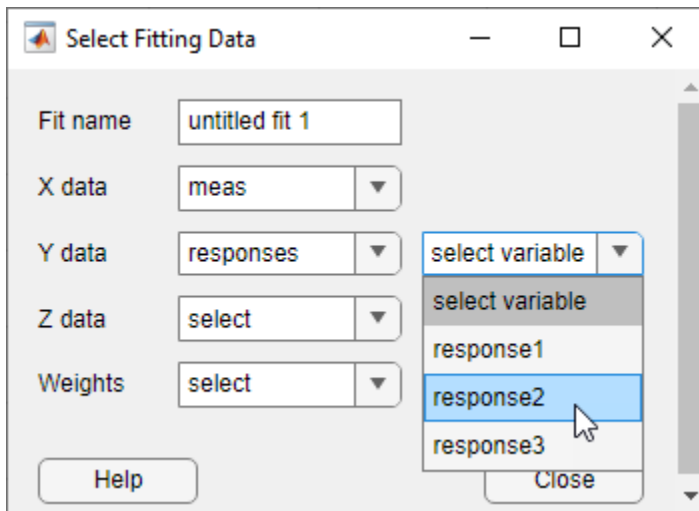 Select Fitting Data
Fit name untitled fit 1
X data meas
Y data responses select variable
select variable
Z data select
response1
Weights select
response2
response3
Help Close